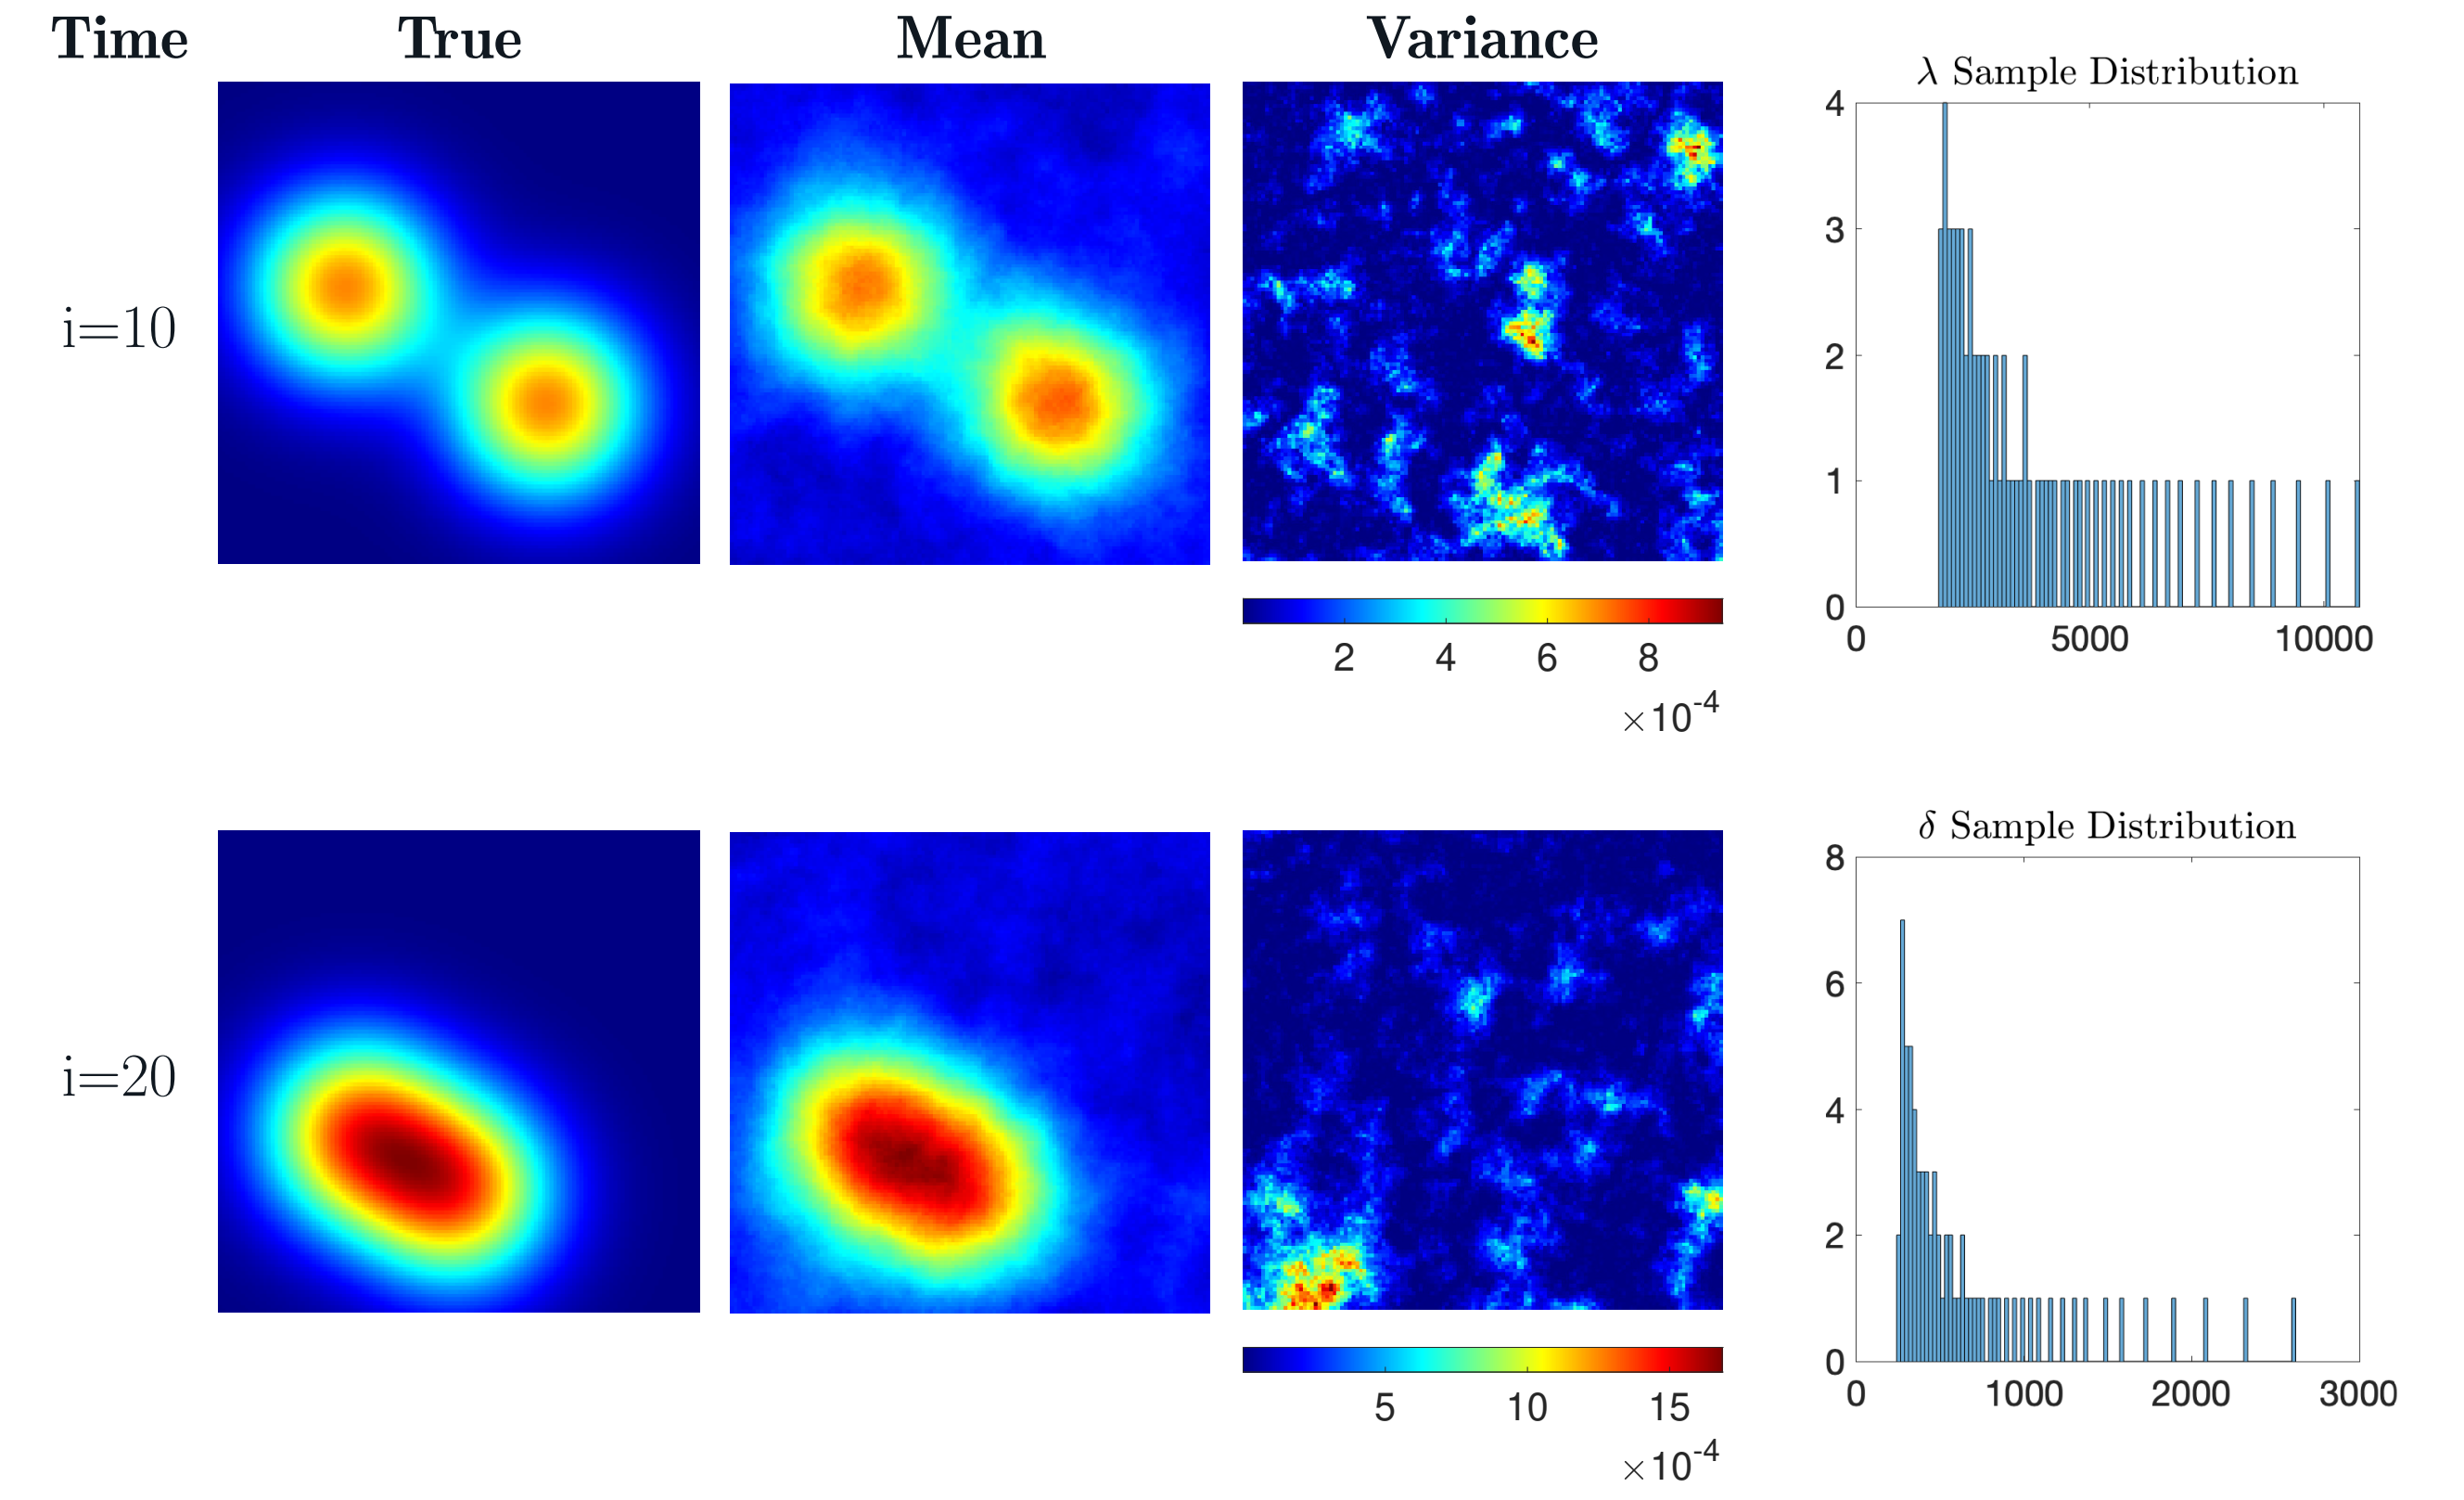 Time True Mean Variance
λ Sample Distribution
4
3
2
1
0
0 5000 10000
i=10
2 4 6 8
×10⁻⁴
δ Sample Distribution
8
6
4
2
0
0 1000 2000 3000
i=20
5 10 15
×10⁻⁴